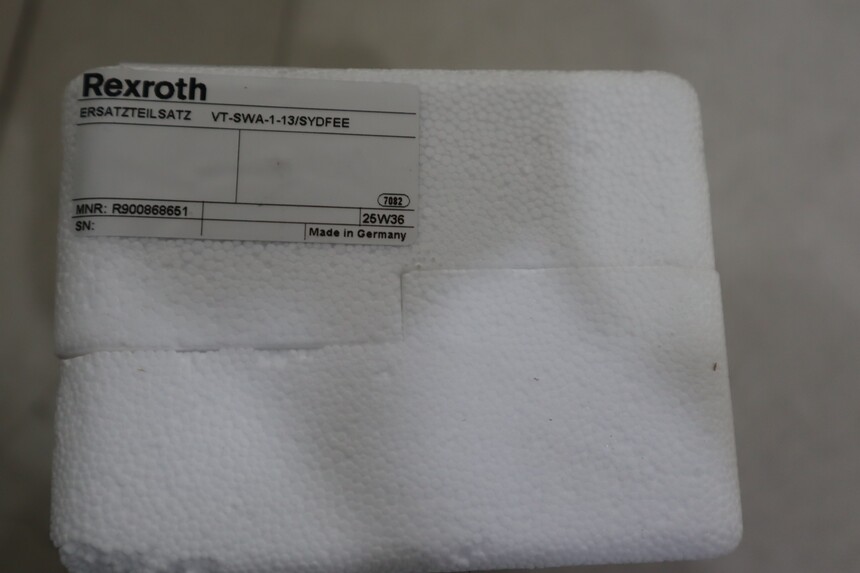 Rexroth
ERSATZTEILSATZ VT-SWA-1-13/SYDFEE
7082
MNR: R900868651
25W36
SN:
Made in Germany